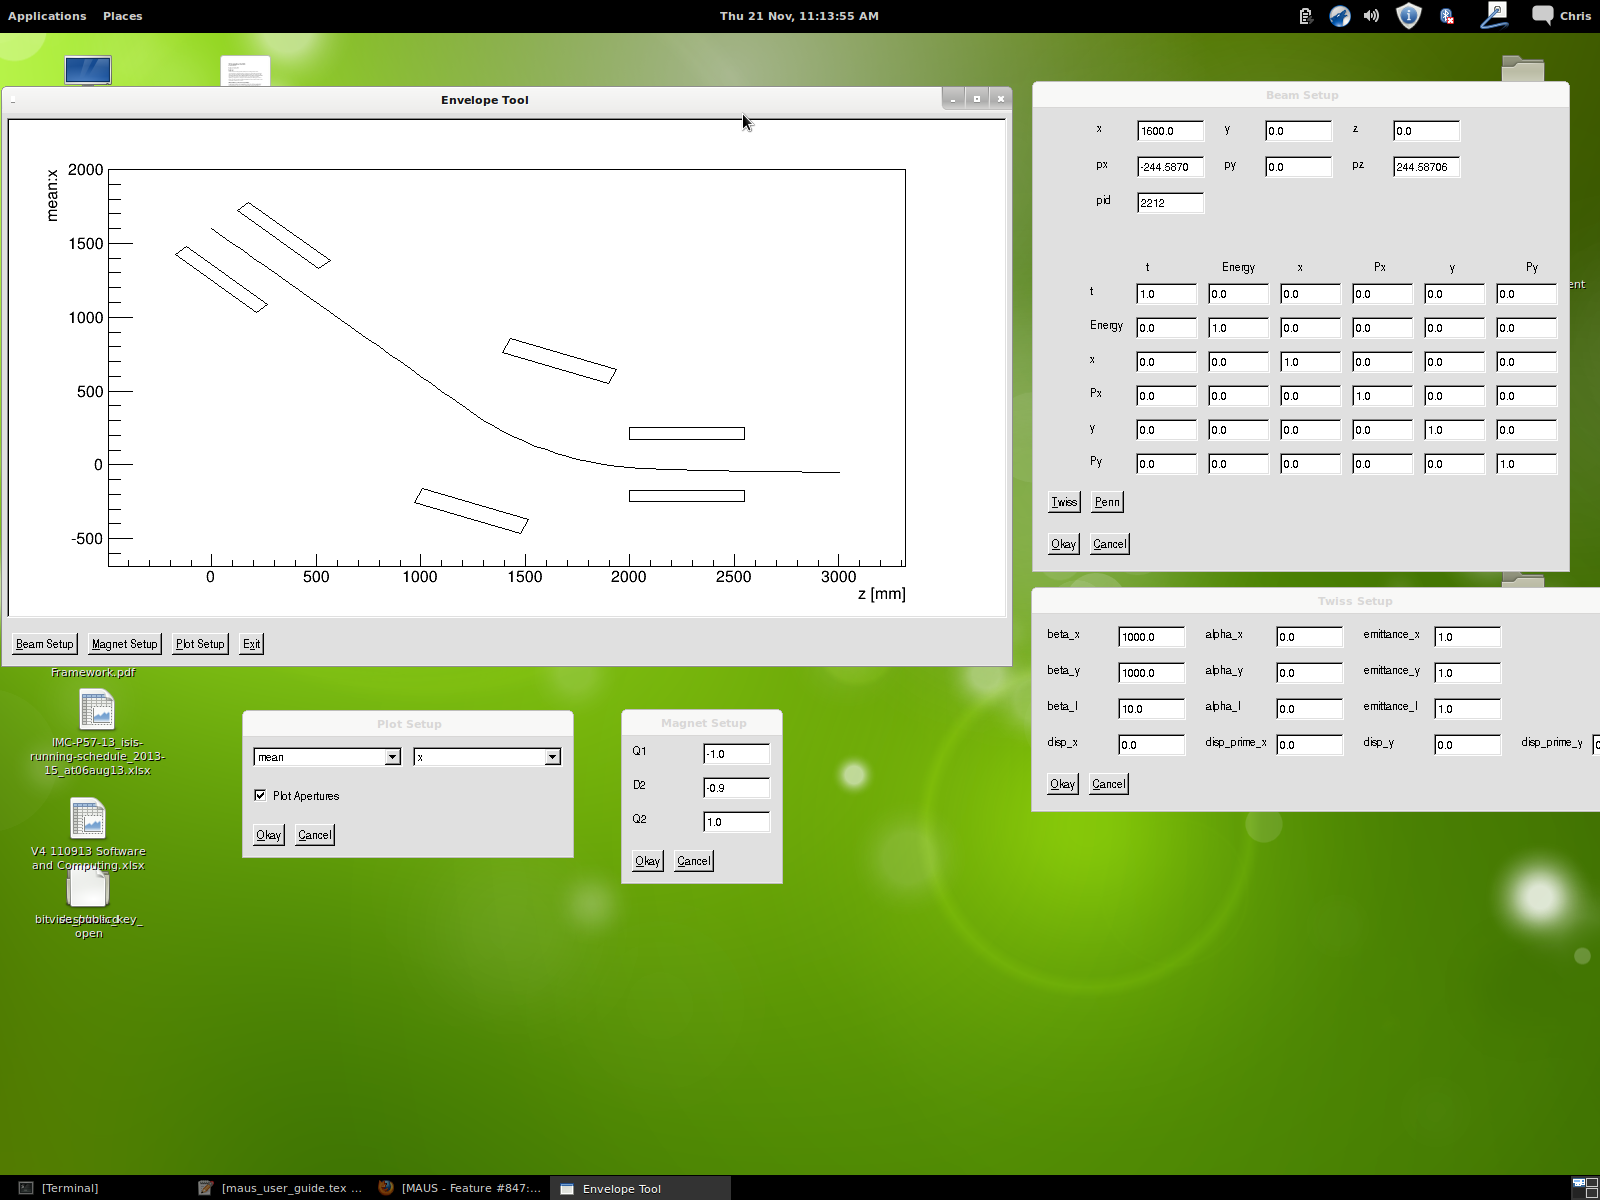 Applications Places Thu 21 Nov, 11:13:55 AM Chris
Envelope Tool
mean:x
2000
1500
1000
500
0
-500
0 500 1000 1500 2000 2500 3000
z [mm]
Beam Setup Magnet Setup Plot Setup Exit
Beam Setup
x 1600.0 y 0.0 z 0.0
px -244.5870 py 0.0 pz 244.58706
pid 2212
t Energy x Px y Py
t 1.0 0.0 0.0 0.0 0.0 0.0
Energy 0.0 1.0 0.0 0.0 0.0 0.0
x 0.0 0.0 1.0 0.0 0.0 0.0
Px 0.0 0.0 0.0 1.0 0.0 0.0
y 0.0 0.0 0.0 0.0 1.0 0.0
Py 0.0 0.0 0.0 0.0 0.0 1.0
Twiss Penn
Okay Cancel
ent
Twiss Setup
beta_x 1000.0 alpha_x 0.0 emittance_x 1.0
beta_y 1000.0 alpha_y 0.0 emittance_y 1.0
beta_l 10.0 alpha_l 0.0 emittance_l 1.0
disp_x 0.0 disp_prime_x 0.0 disp_y 0.0 disp_prime_y 0
Okay Cancel
Framework.pdf
IMC-P57-13_isis-
running-schedule_2013-
15_at06aug13.xlsx
V4 110913 Software
and Computing.xlsx
open
Plot Setup
mean x
Plot Apertures
Okay Cancel
Magnet Setup
Q1 -1.0
D2 -0.9
Q2 1.0
Okay Cancel
[Terminal] [maus_user_guide.tex ... [MAUS - Feature #847:... Envelope Tool